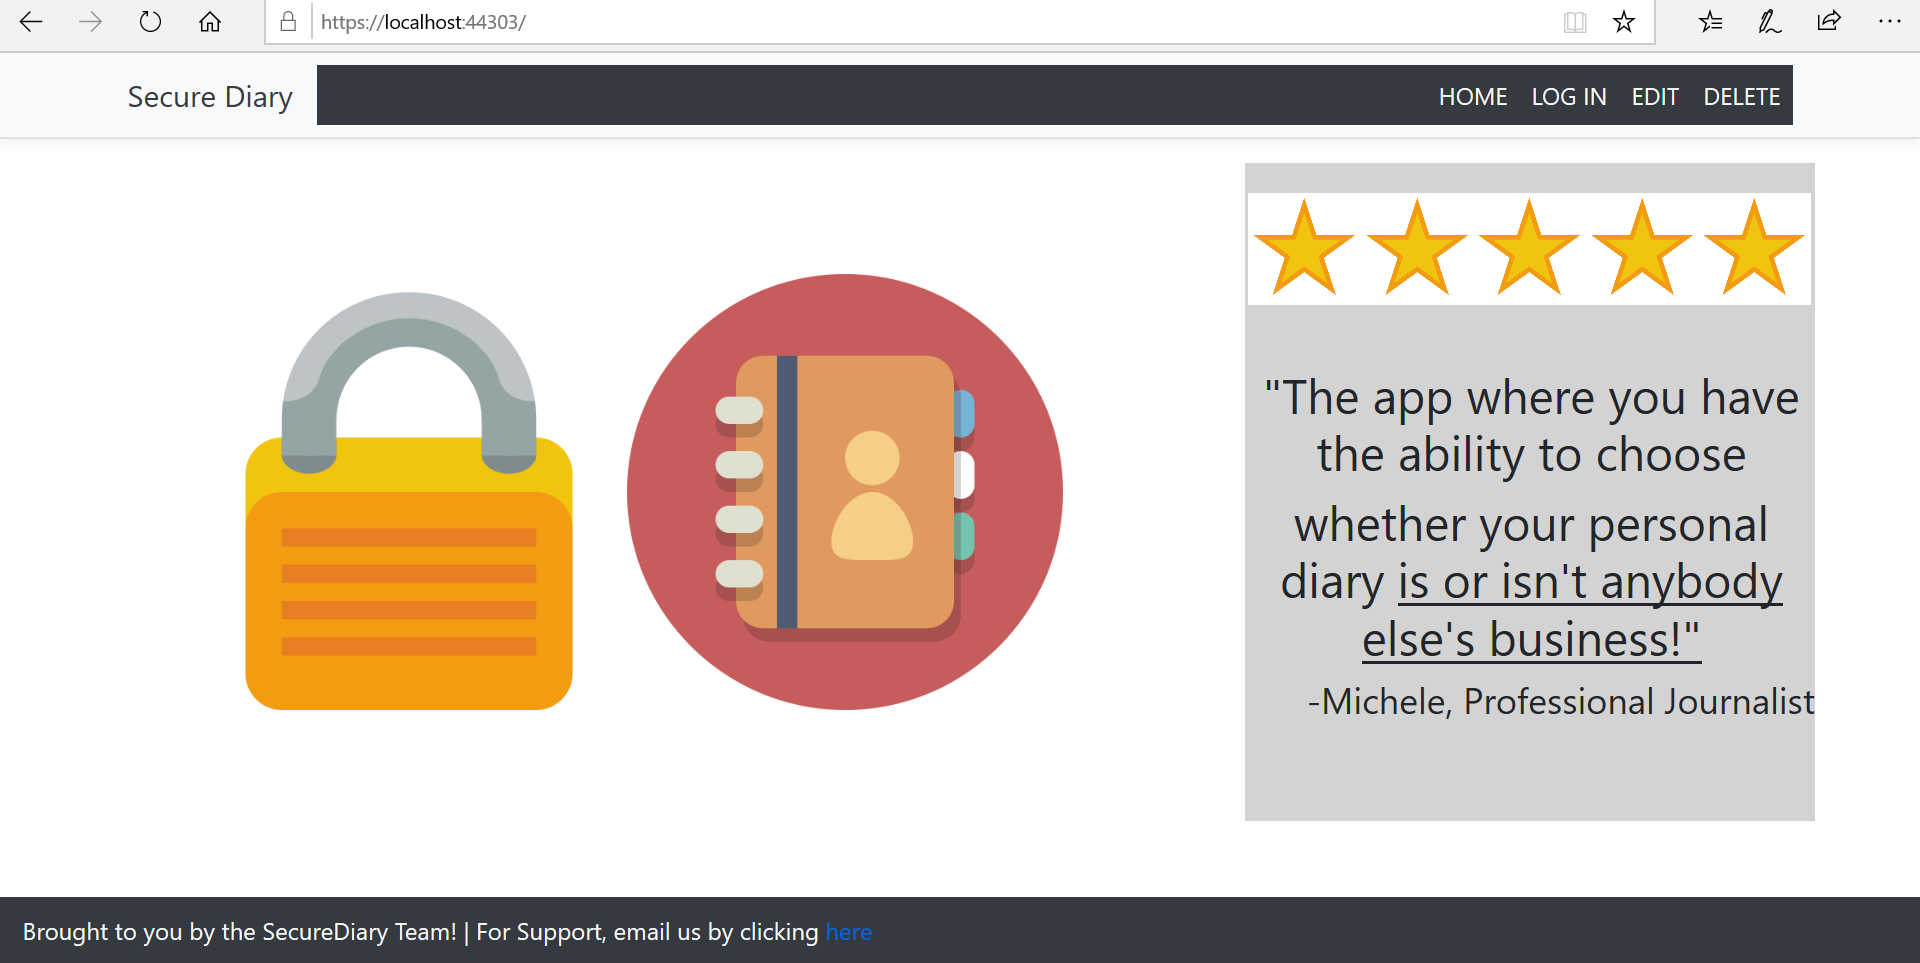 https://localhost:44303/
Secure Diary
HOME LOG IN EDIT DELETE
"The app where you have
the ability to choose
whether your personal
diary is or isn't anybody
else's business!"
-Michele, Professional Journalist
Brought to you by the SecureDiary Team! | For Support, email us by clicking here